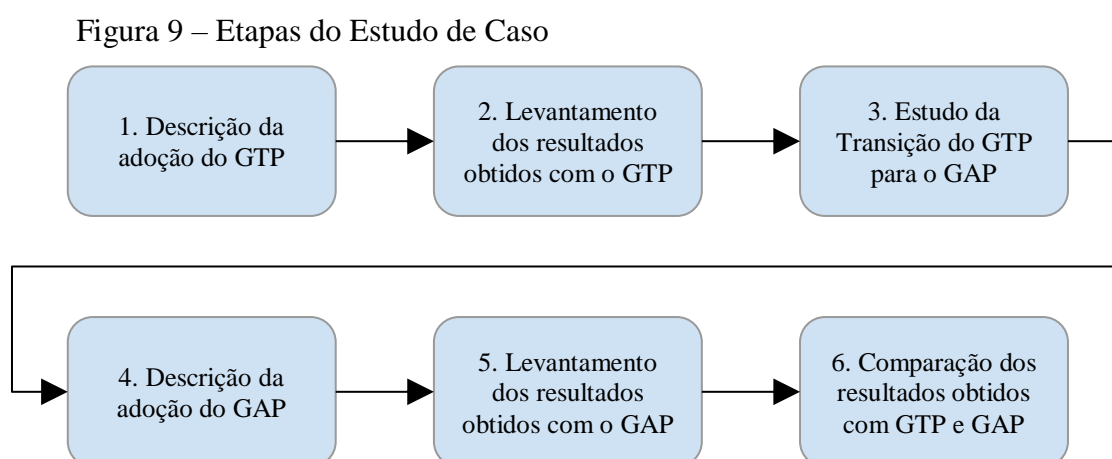 Figura 9 – Etapas do Estudo de Caso
1. Descrição da
adoção do GTP
2. Levantamento
dos resultados
obtidos com o GTP
3. Estudo da
Transição do GTP
para o GAP
4. Descrição da
adoção do GAP
5. Levantamento
dos resultados
obtidos com o GAP
6. Comparação dos
resultados obtidos
com GTP e GAP